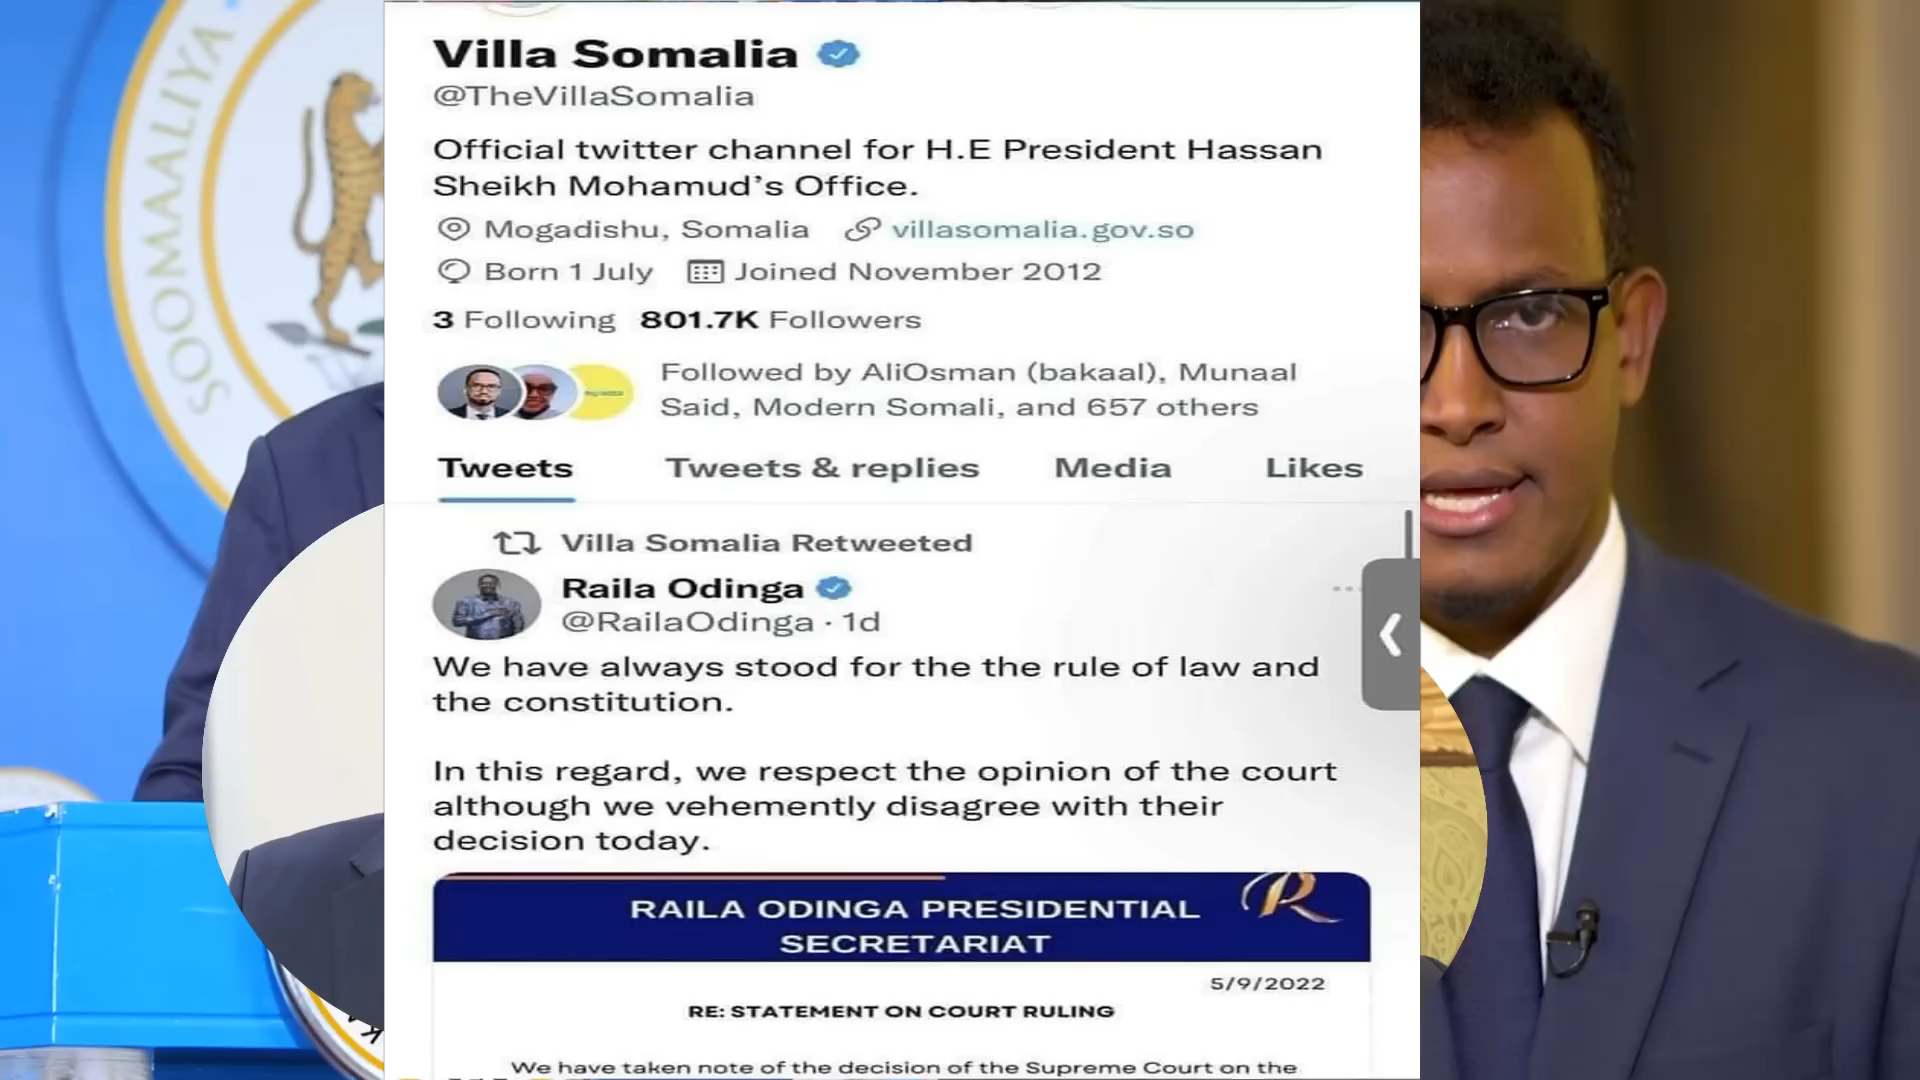 SOOMAALIYA
Villa Somalia
@TheVillaSomalia
Official twitter channel for H.E President Hassan
Sheikh Mohamud's Office.
Mogadishu, Somalia villasomalia.gov.so
Born 1 July Joined November 2012
3 Following 801.7K Followers
Followed by AliOsman (bakaal), Munaal
Said, Modern Somali, and 657 others
Tweets Tweets & replies Media Likes
Villa Somalia Retweeted
Raila Odinga
@RailaOdinga · 1d
We have always stood for the the rule of law and
the constitution.
In this regard, we respect the opinion of the court
although we vehemently disagree with their
decision today.
R
RAILA ODINGA PRESIDENTIAL
SECRETARIAT
5/9/2022
RE: STATEMENT ON COURT RULING
We have taken note of the decision of the Supreme Court on the